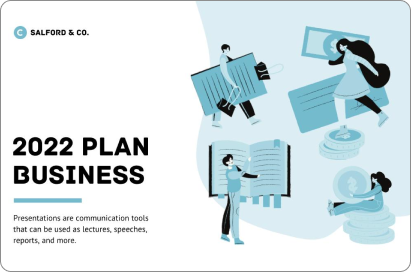 C SALFORD & CO.
2022 PLAN
BUSINESS
Presentations are communication tools
that can be used as lectures, speeches,
reports, and more.